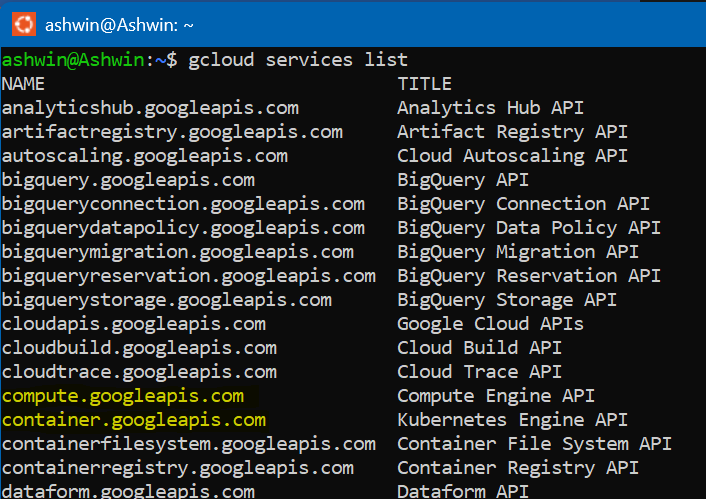 ashwin@Ashwin: ~
ashwin@Ashwin:~$ gcloud services list
NAME TITLE
analyticshub.googleapis.com Analytics Hub API
artifactregistry.googleapis.com Artifact Registry API
autoscaling.googleapis.com Cloud Autoscaling API
bigquery.googleapis.com BigQuery API
bigqueryconnection.googleapis.com BigQuery Connection API
bigquerydatapolicy.googleapis.com BigQuery Data Policy API
bigquerymigration.googleapis.com BigQuery Migration API
bigqueryreservation.googleapis.com BigQuery Reservation API
bigquerystorage.googleapis.com BigQuery Storage API
cloudapis.googleapis.com Google Cloud APIs
cloudbuild.googleapis.com Cloud Build API
cloudtrace.googleapis.com Cloud Trace API
compute.googleapis.com Compute Engine API
container.googleapis.com Kubernetes Engine API
containerfilesystem.googleapis.com Container File System API
containerregistry.googleapis.com Container Registry API
dataform.googleapis.com Dataform API